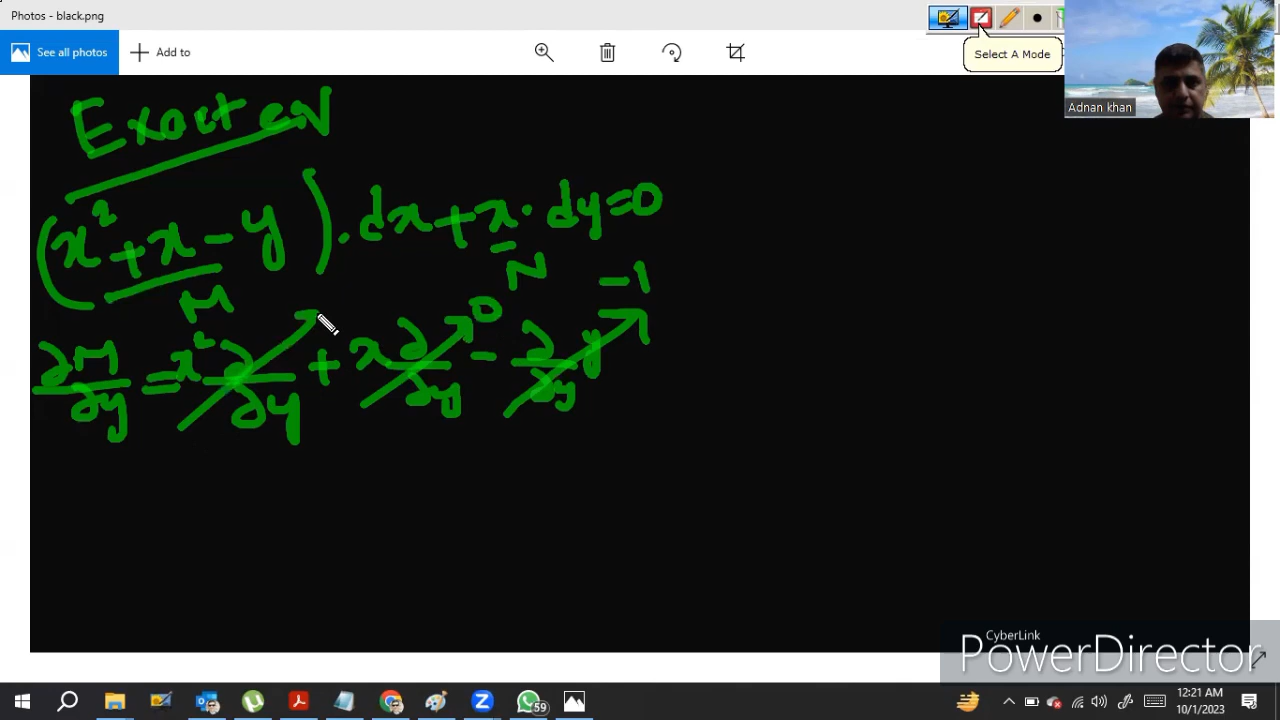 Photos - black.png
See all photos
Add to
Select A Mode
Adnan khan
Exact eq
(x² + x - y) . dx + x . dy = 0
M N
-1
0
∂M/∂y = x² ∂/∂y + x ∂/∂y - ∂/∂y y
CyberLink
PowerDirector
59
12:21 AM
10/1/2023